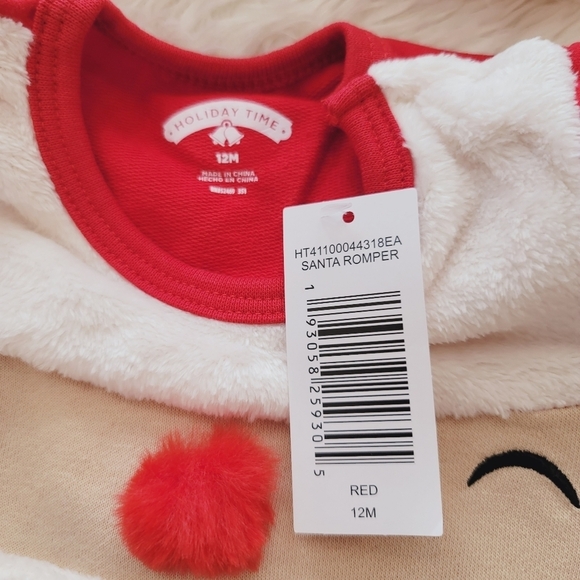 HOLIDAY TIME
12M
MADE IN CHINA
HECHO EN CHINA
HT41100044318EA
SANTA ROMPER
1 93058 25930 5
RED
12M